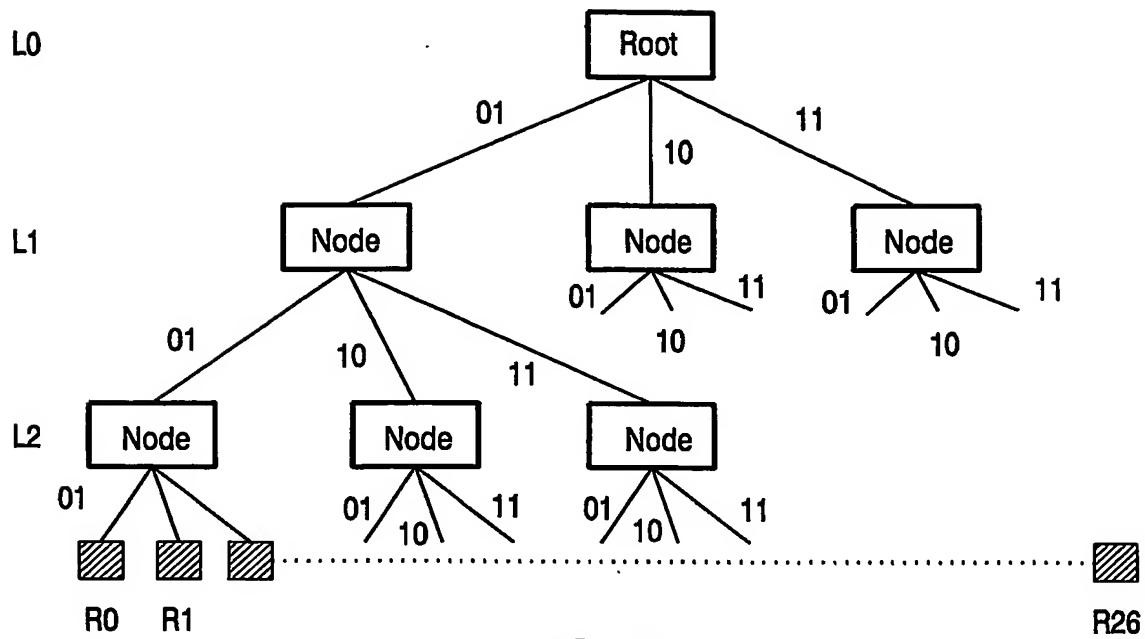 L0 Root
01 10 11
L1 Node Node Node
01 11 01 11
01 10 11 10 10
L2 Node Node Node
01 01 10 11 01 10 11
R0 R1 R26